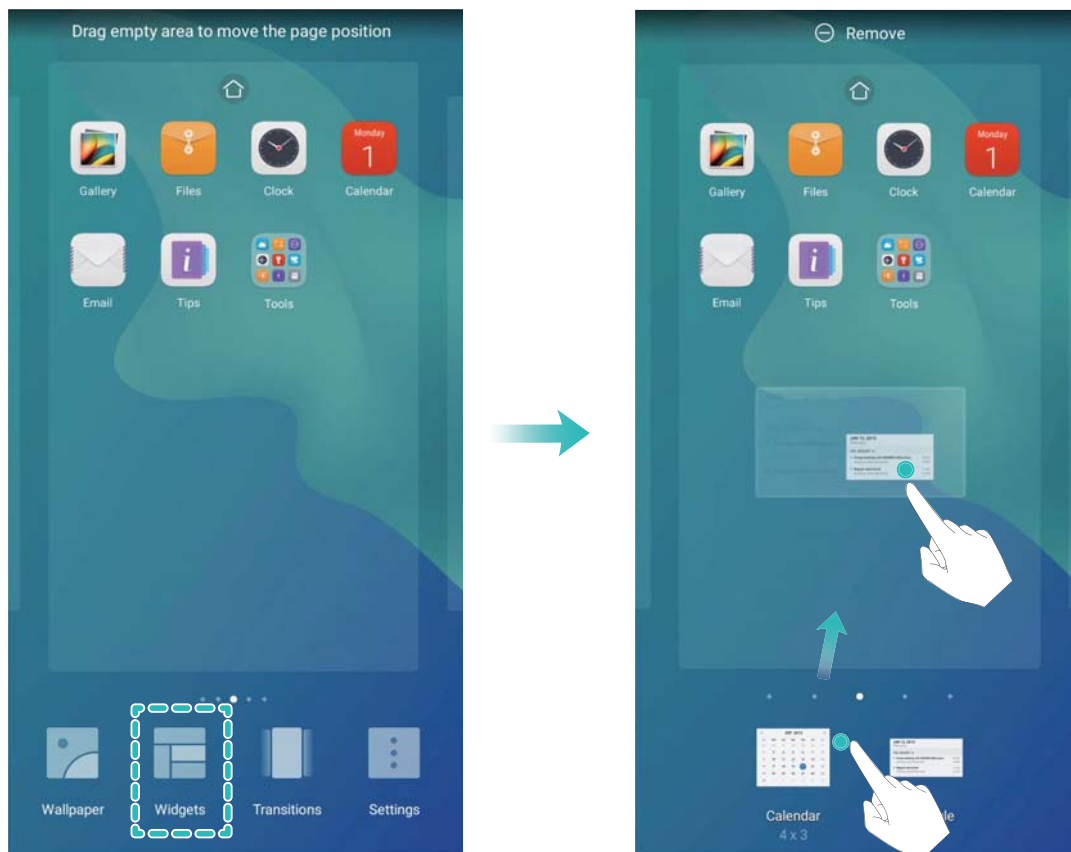 Drag empty area to move the page position
Monday
1
Gallery
Files
Clock
Calendar
i
Email
Tips
Tools
Wallpaper
Widgets
Transitions
Settings
Remove
Monday
1
Gallery
Files
Clock
Calendar
i
Email
Tips
Tools
Calendar
le
4 x 3